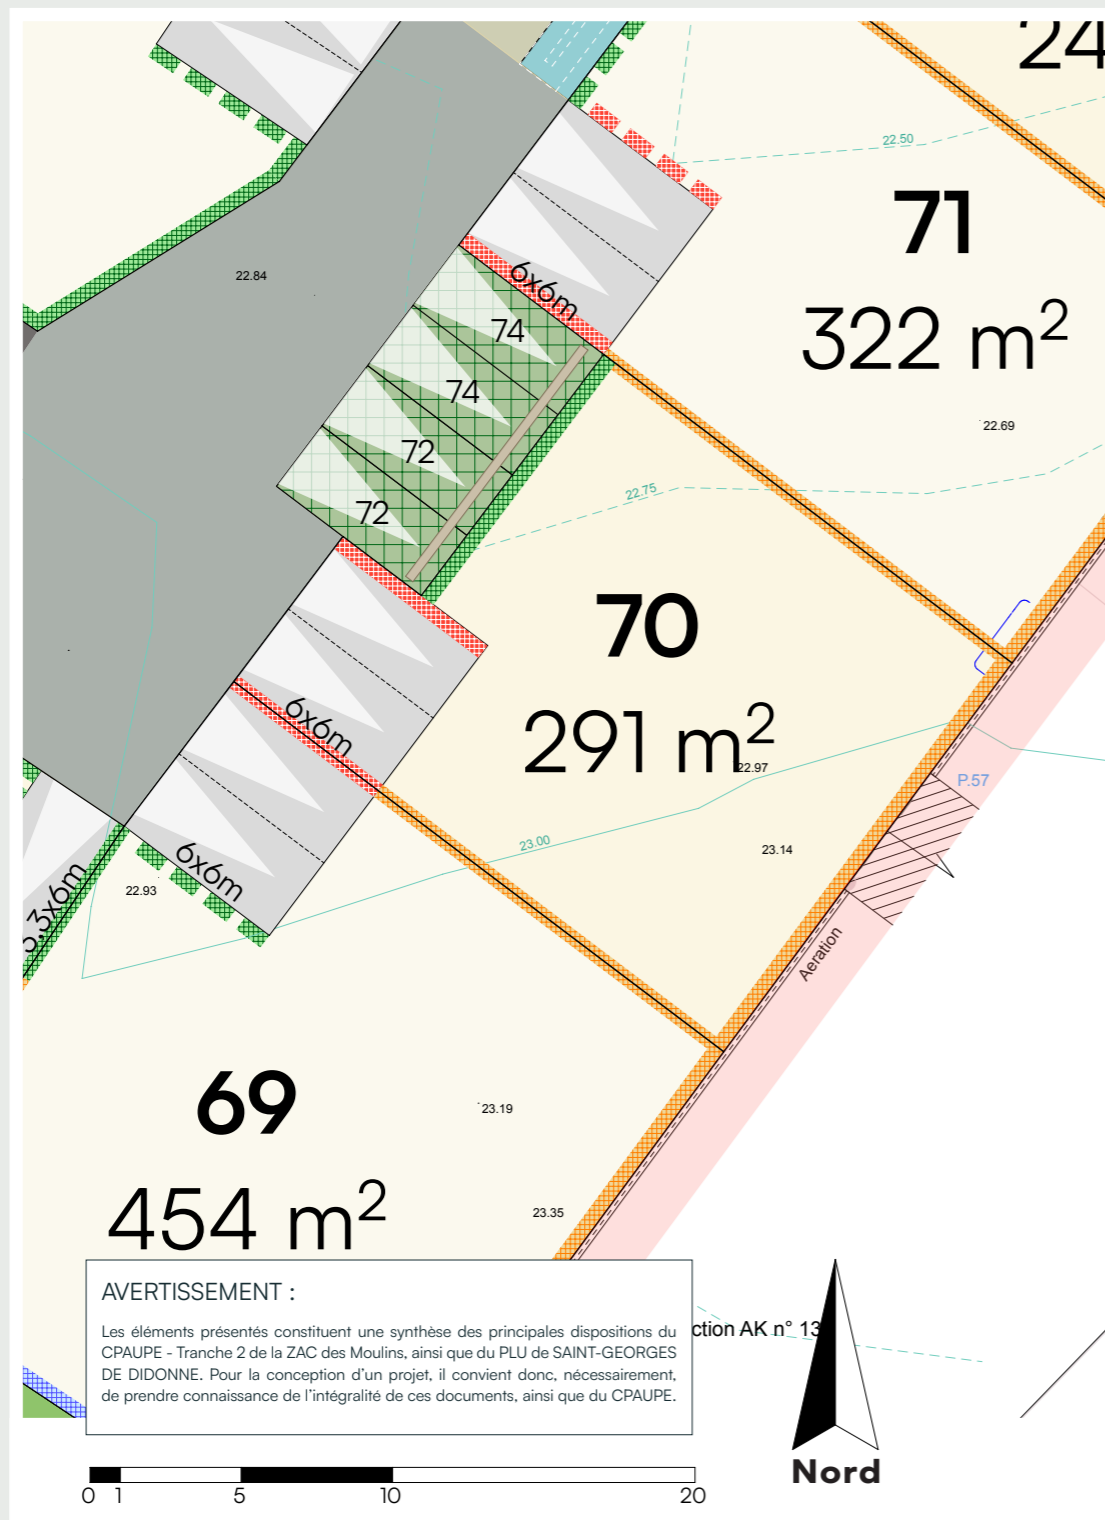 24
22.50
71
322 m²
22.84
6x6m
74
74
72
72
22.69
22.75
70
291 m²
22.97
6x6m
P.57
23.00
23.14
6x6m
22.93
3x6m
Aeration
69
23.19
454 m²
23.35
AVERTISSEMENT :
Les éléments présentés constituent une synthèse des principales dispositions du
CPAUPE - Tranche 2 de la ZAC des Moulins, ainsi que du PLU de SAINT-GEORGES
DE DIDONNE. Pour la conception d'un projet, il convient donc, nécessairement,
de prendre connaissance de l'intégralité de ces documents, ainsi que du CPAUPE.
ction AK n° 13
Nord
0 1 5 10 20